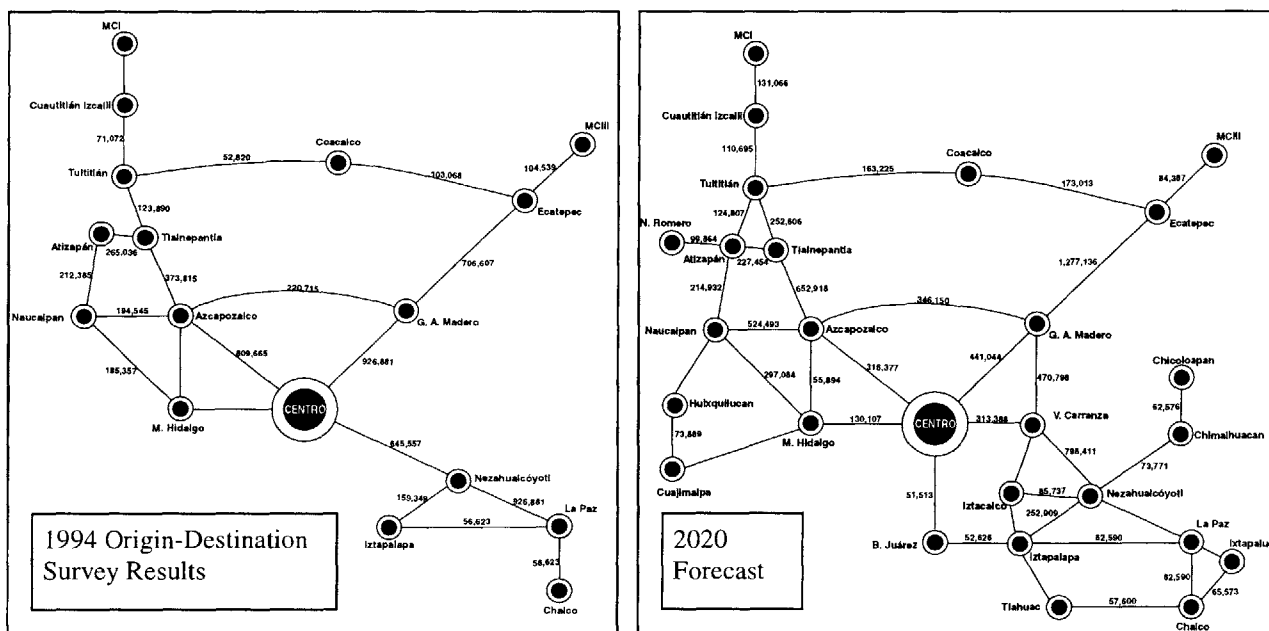 MCI
Cuautitlán Izcalli
71,072
Tultitlán
52,820
Coacalco
103,068
MCIII
104,539
Ecatepec
123,890
Atizapán
265,036
Tlalnepantla
212,385
373,815
706,607
Naucalpan
194,545
Azcapozalco
220,715
G. A. Madero
185,357
809,665
926,881
M. Hidalgo
CENTRO
845,557
Nezahualcóyotl
159,349
926,881
La Paz
Iztapalapa
56,623
58,623
Chalco
1994 Origin-Destination
Survey Results
MCI
131,066
Cuautitlán Izcalli
110,695
Tultitlán
163,225
Coacalco
173,013
MCIII
84,387
Ecatepec
124,807
252,606
N. Romero
99,864
Atizapán
227,454
Tlalnepantla
1,277,136
214,932
652,918
Naucalpan
524,493
Azcapozalco
346,150
G. A. Madero
297,084
55,894
316,377
441,044
470,798
Chicoloapan
62,576
Huixquilucan
73,889
M. Hidalgo
130,107
CENTRO
313,388
V. Carranza
Chimalhuacan
798,411
73,771
Cuajimalpa
51,513
Iztacalco
85,737
Nezahualcóyotl
252,909
B. Juárez
52,626
Iztapalapa
82,590
La Paz
Ixtapalu
82,590
65,573
Tlahuac
57,600
Chalco
2020
Forecast